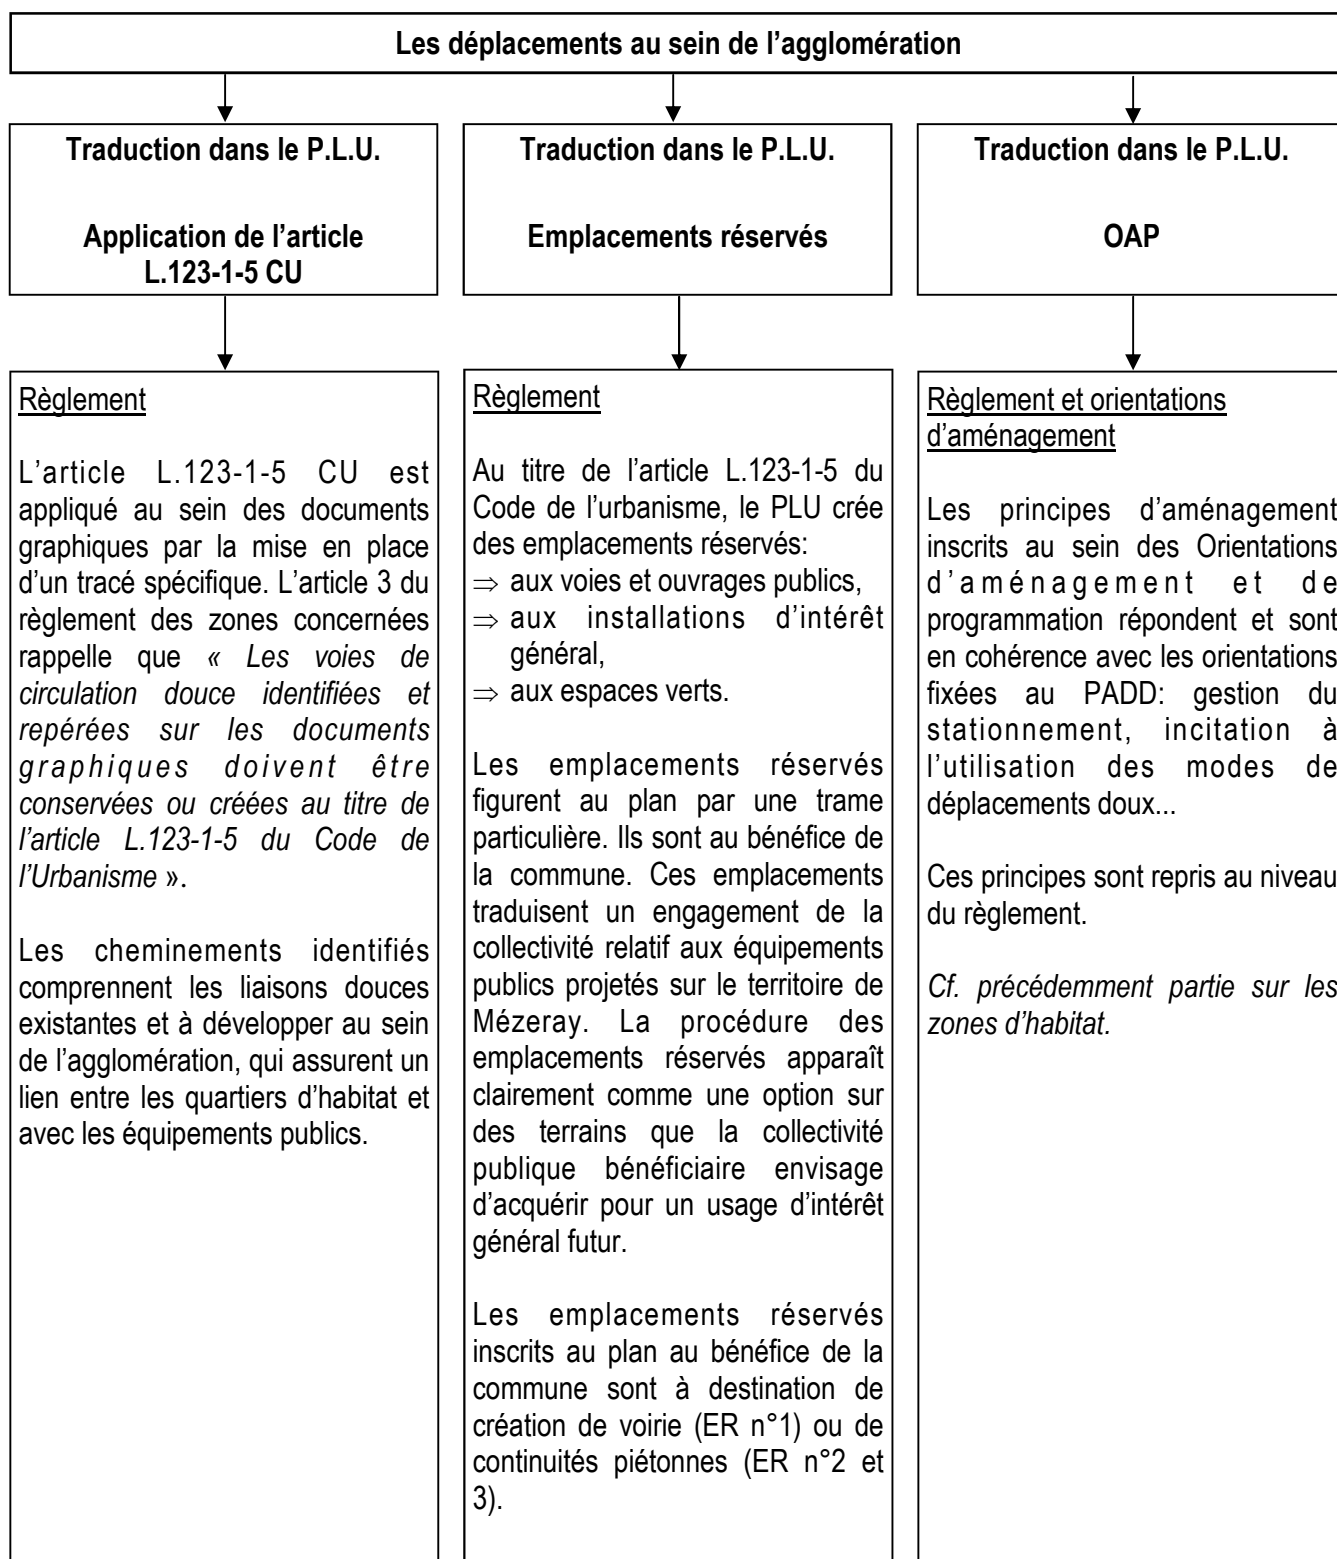 Les déplacements au sein de l’agglomération
Traduction dans le P.L.U.
Application de l’article
L.123-1-5 CU
Traduction dans le P.L.U.
Emplacements réservés
Traduction dans le P.L.U.
OAP
Règlement
L’article L.123-1-5 CU est
appliqué au sein des documents
graphiques par la mise en place
d’un tracé spécifique. L’article 3 du
règlement des zones concernées
rappelle que « Les voies de
circulation douce identifiées et
repérées sur les documents
graphiques doivent être
conservées ou créées au titre de
l’article L.123-1-5 du Code de
l’Urbanisme ».
Les cheminements identifiés
comprennent les liaisons douces
existantes et à développer au sein
de l’agglomération, qui assurent un
lien entre les quartiers d’habitat et
avec les équipements publics.
Règlement
Au titre de l’article L.123-1-5 du
Code de l’urbanisme, le PLU crée
des emplacements réservés:
⇒ aux voies et ouvrages publics,
⇒ aux installations d’intérêt
général,
⇒ aux espaces verts.
Les emplacements réservés
figurent au plan par une trame
particulière. Ils sont au bénéfice de
la commune. Ces emplacements
traduisent un engagement de la
collectivité relatif aux équipements
publics projetés sur le territoire de
Mézeray. La procédure des
emplacements réservés apparaît
clairement comme une option sur
des terrains que la collectivité
publique bénéficiaire envisage
d’acquérir pour un usage d’intérêt
général futur.
Les emplacements réservés
inscrits au plan au bénéfice de la
commune sont à destination de
création de voirie (ER n°1) ou de
continuités piétonnes (ER n°2 et
3).
Règlement et orientations
d’aménagement
Les principes d’aménagement
inscrits au sein des Orientations
d’aménagement et de
programmation répondent et sont
en cohérence avec les orientations
fixées au PADD: gestion du
stationnement, incitation à
l’utilisation des modes de
déplacements doux...
Ces principes sont repris au niveau
du règlement.
Cf. précédemment partie sur les
zones d’habitat.